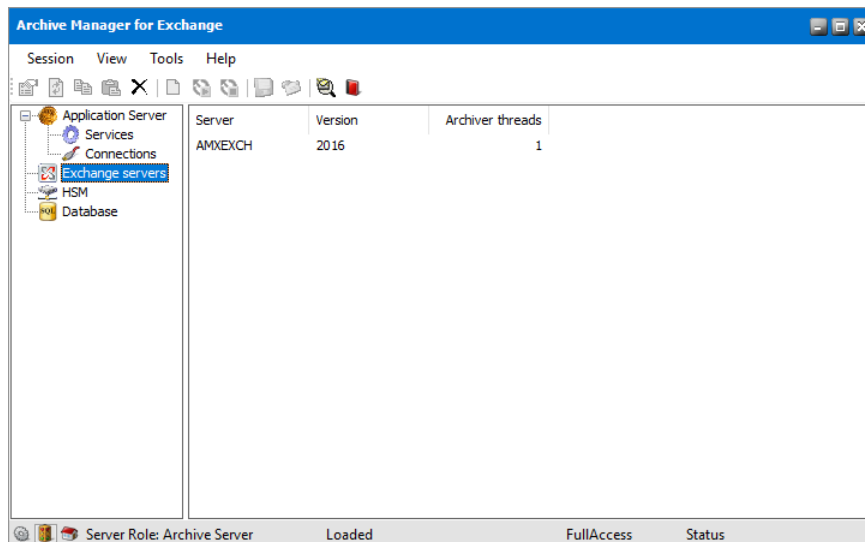 Archive Manager for Exchange
Session View Tools Help
Application Server
Services
Connections
Exchange servers
HSM
SQL Database
Server Version Archiver threads
AMXEXCH 2016 1
Server Role: Archive Server Loaded FullAccess Status